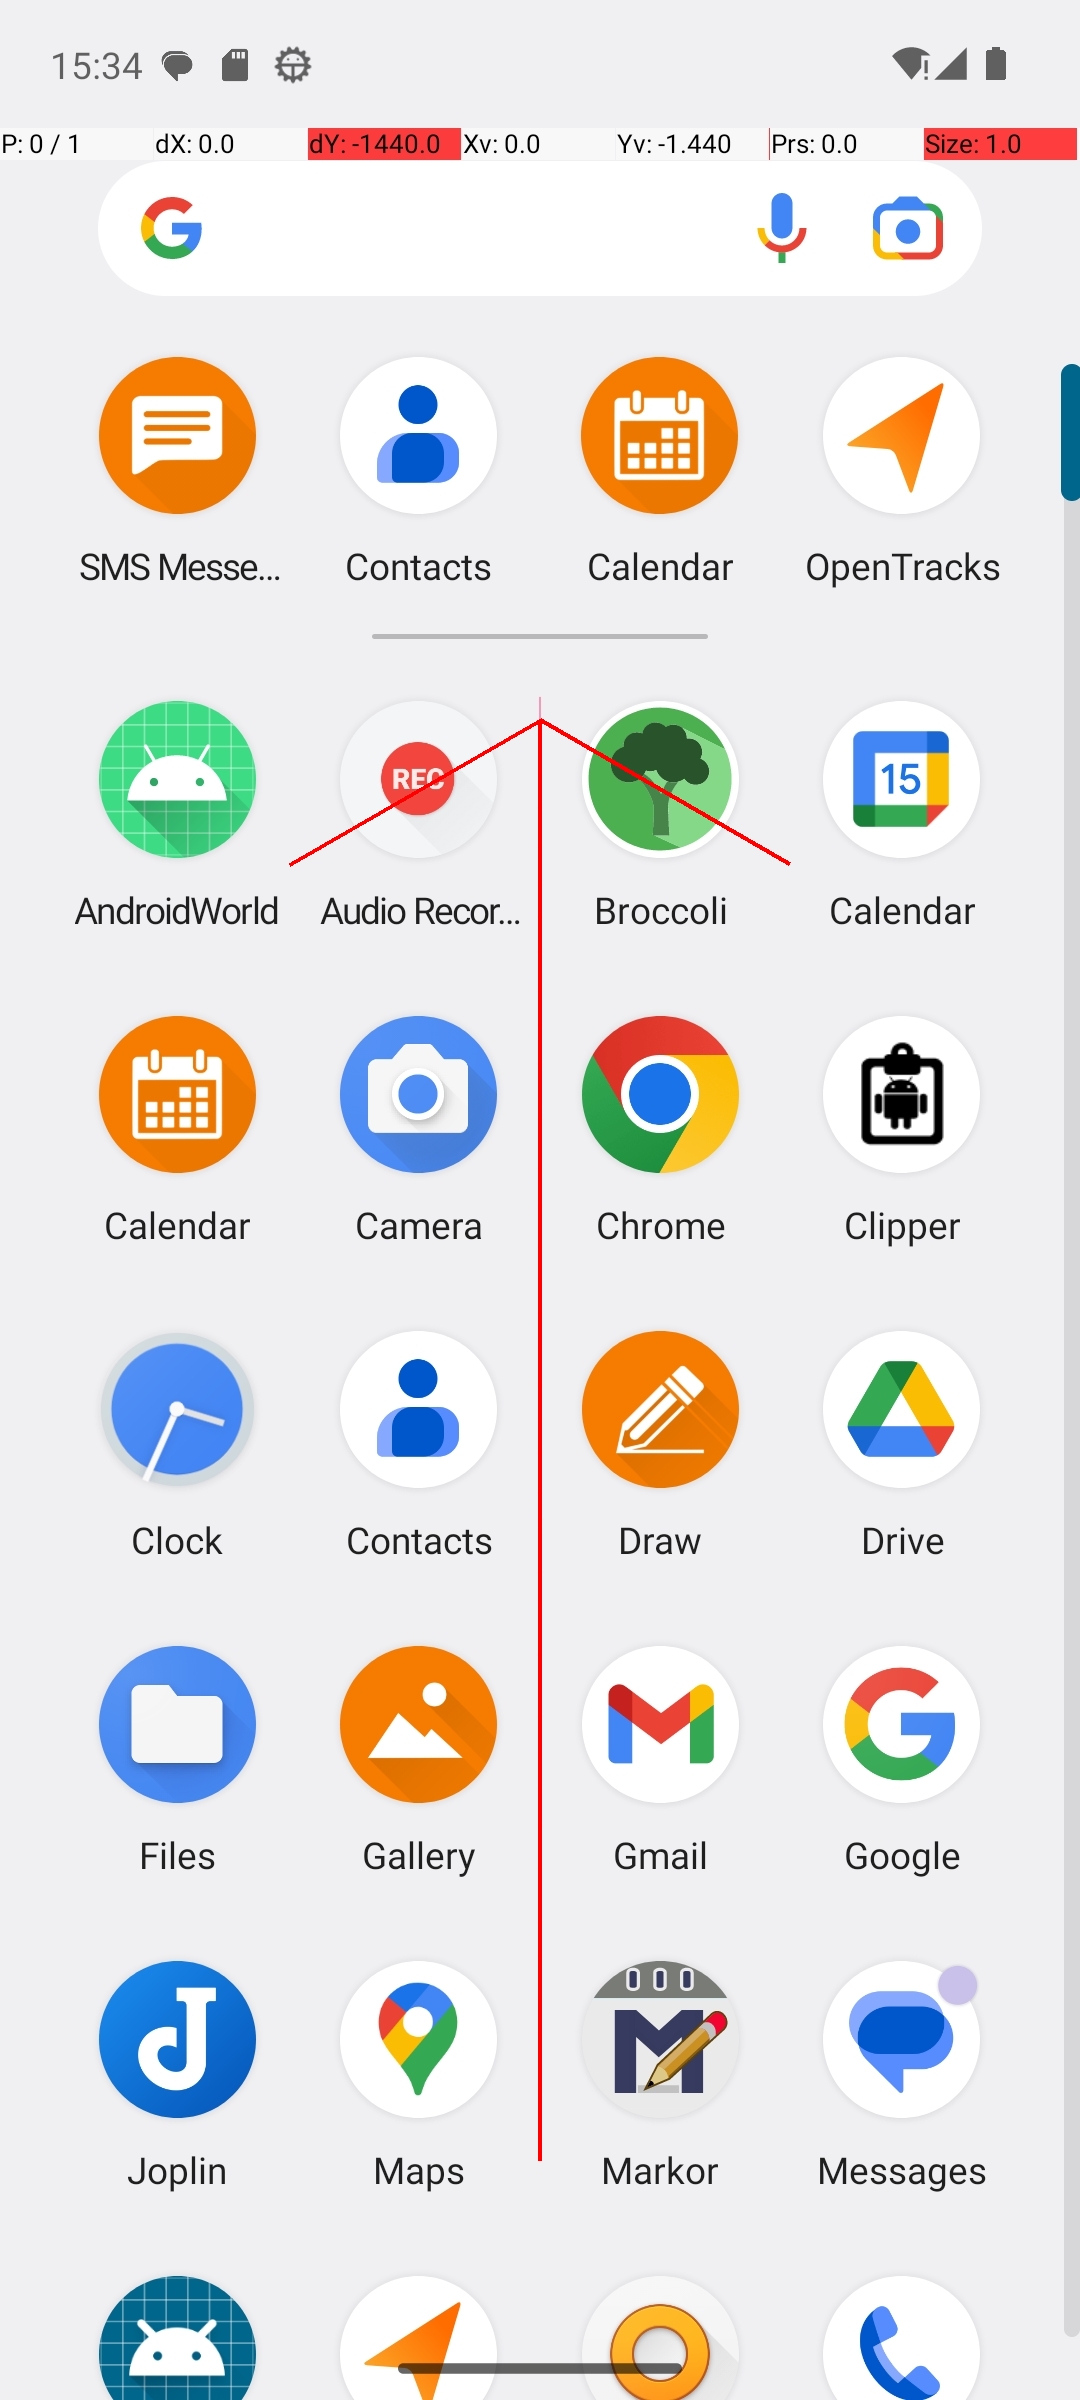 15:34
P: 0 / 1 dX: 0.0 dY: -1440.0 Xv: 0.0 Yv: -1.440 Prs: 0.0 Size: 1.0
SMS Messe... Contacts Calendar OpenTracks
REC 15
AndroidWorld Audio Recor... Broccoli Calendar
Calendar Camera Chrome Clipper
Clock Contacts Draw Drive
Files Gallery Gmail Google
Joplin Maps Markor Messages